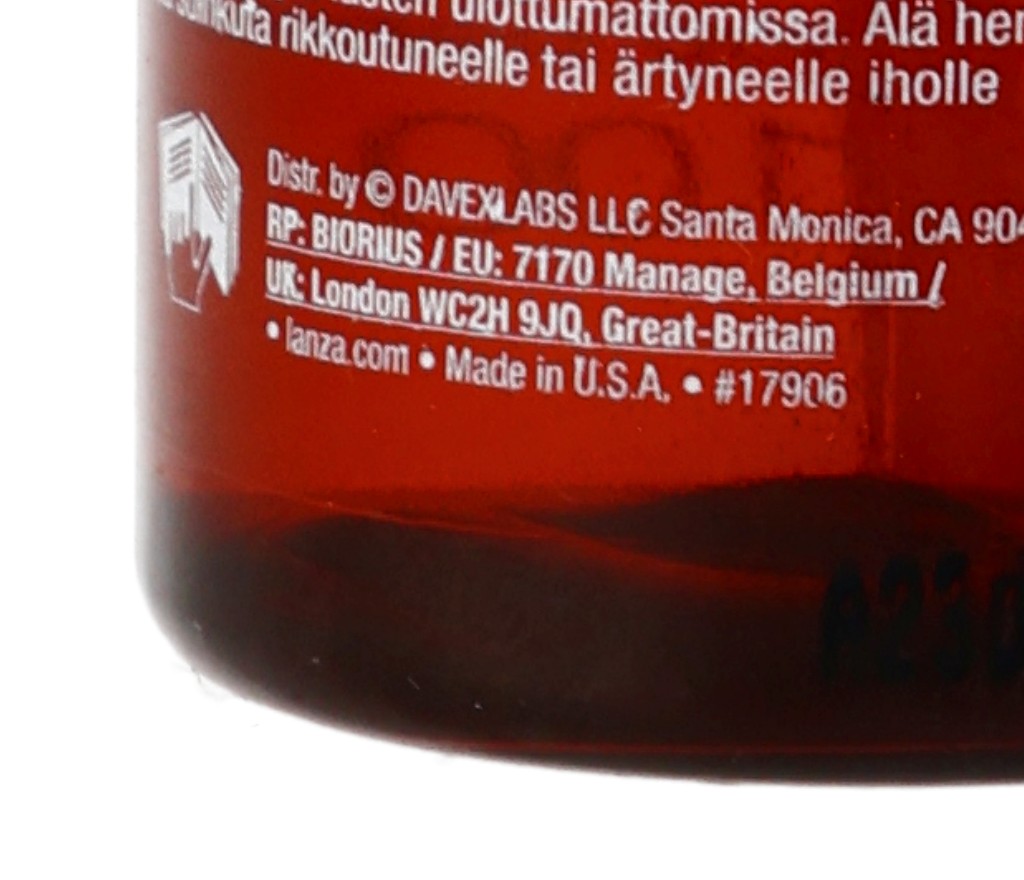 ulottumattomissa. Älä
rikkoutuneelle tai ärtyneelle iholle
Distr. by © DAVEXLABS LLC Santa Monica, CA
RP: BIORIUS / EU: 7170 Manage, Belgium /
UK: London WC2H 9JQ, Great-Britain
• lanza.com • Made in U.S.A. • #17906